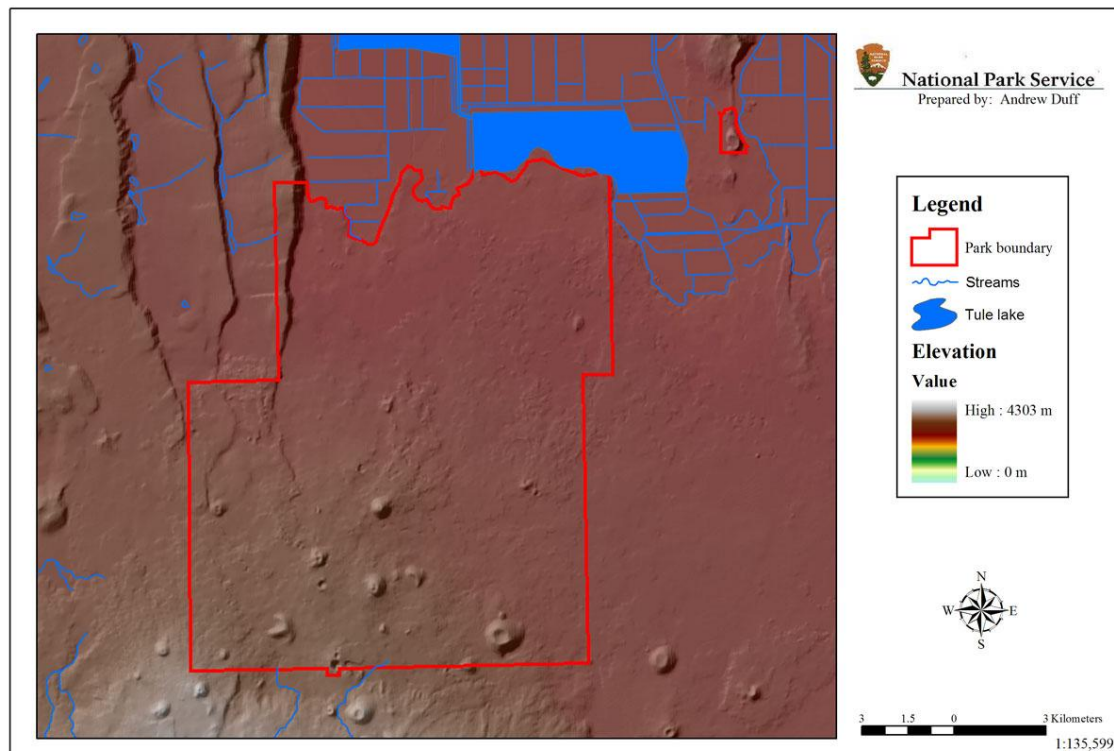 National Park Service
Prepared by: Andrew Duff
Legend
Park boundary
Streams
Tule lake
Elevation
Value
High : 4303 m
Low : 0 m
N
W E
S
3 1.5 0 3 Kilometers
1:135,599